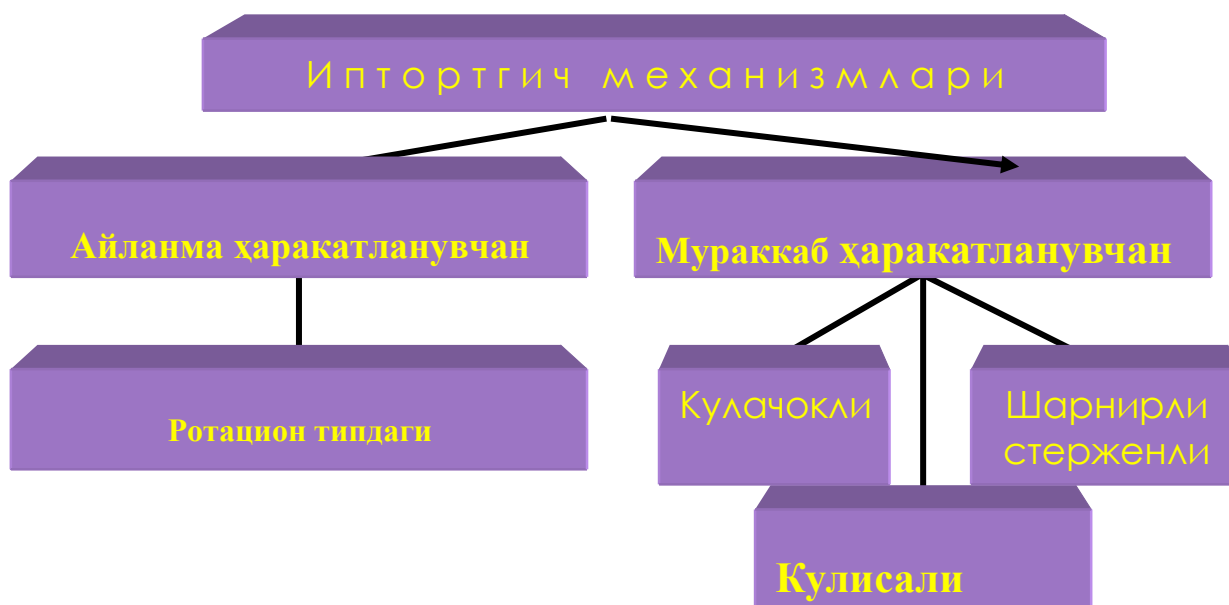 Иптортгич механизмлари
Айланма ҳаракатланувчан
Мураккаб ҳаракатланувчан
Ротацион типдаги
Кулачокли
Шарнирли
стерженли
Кулисали